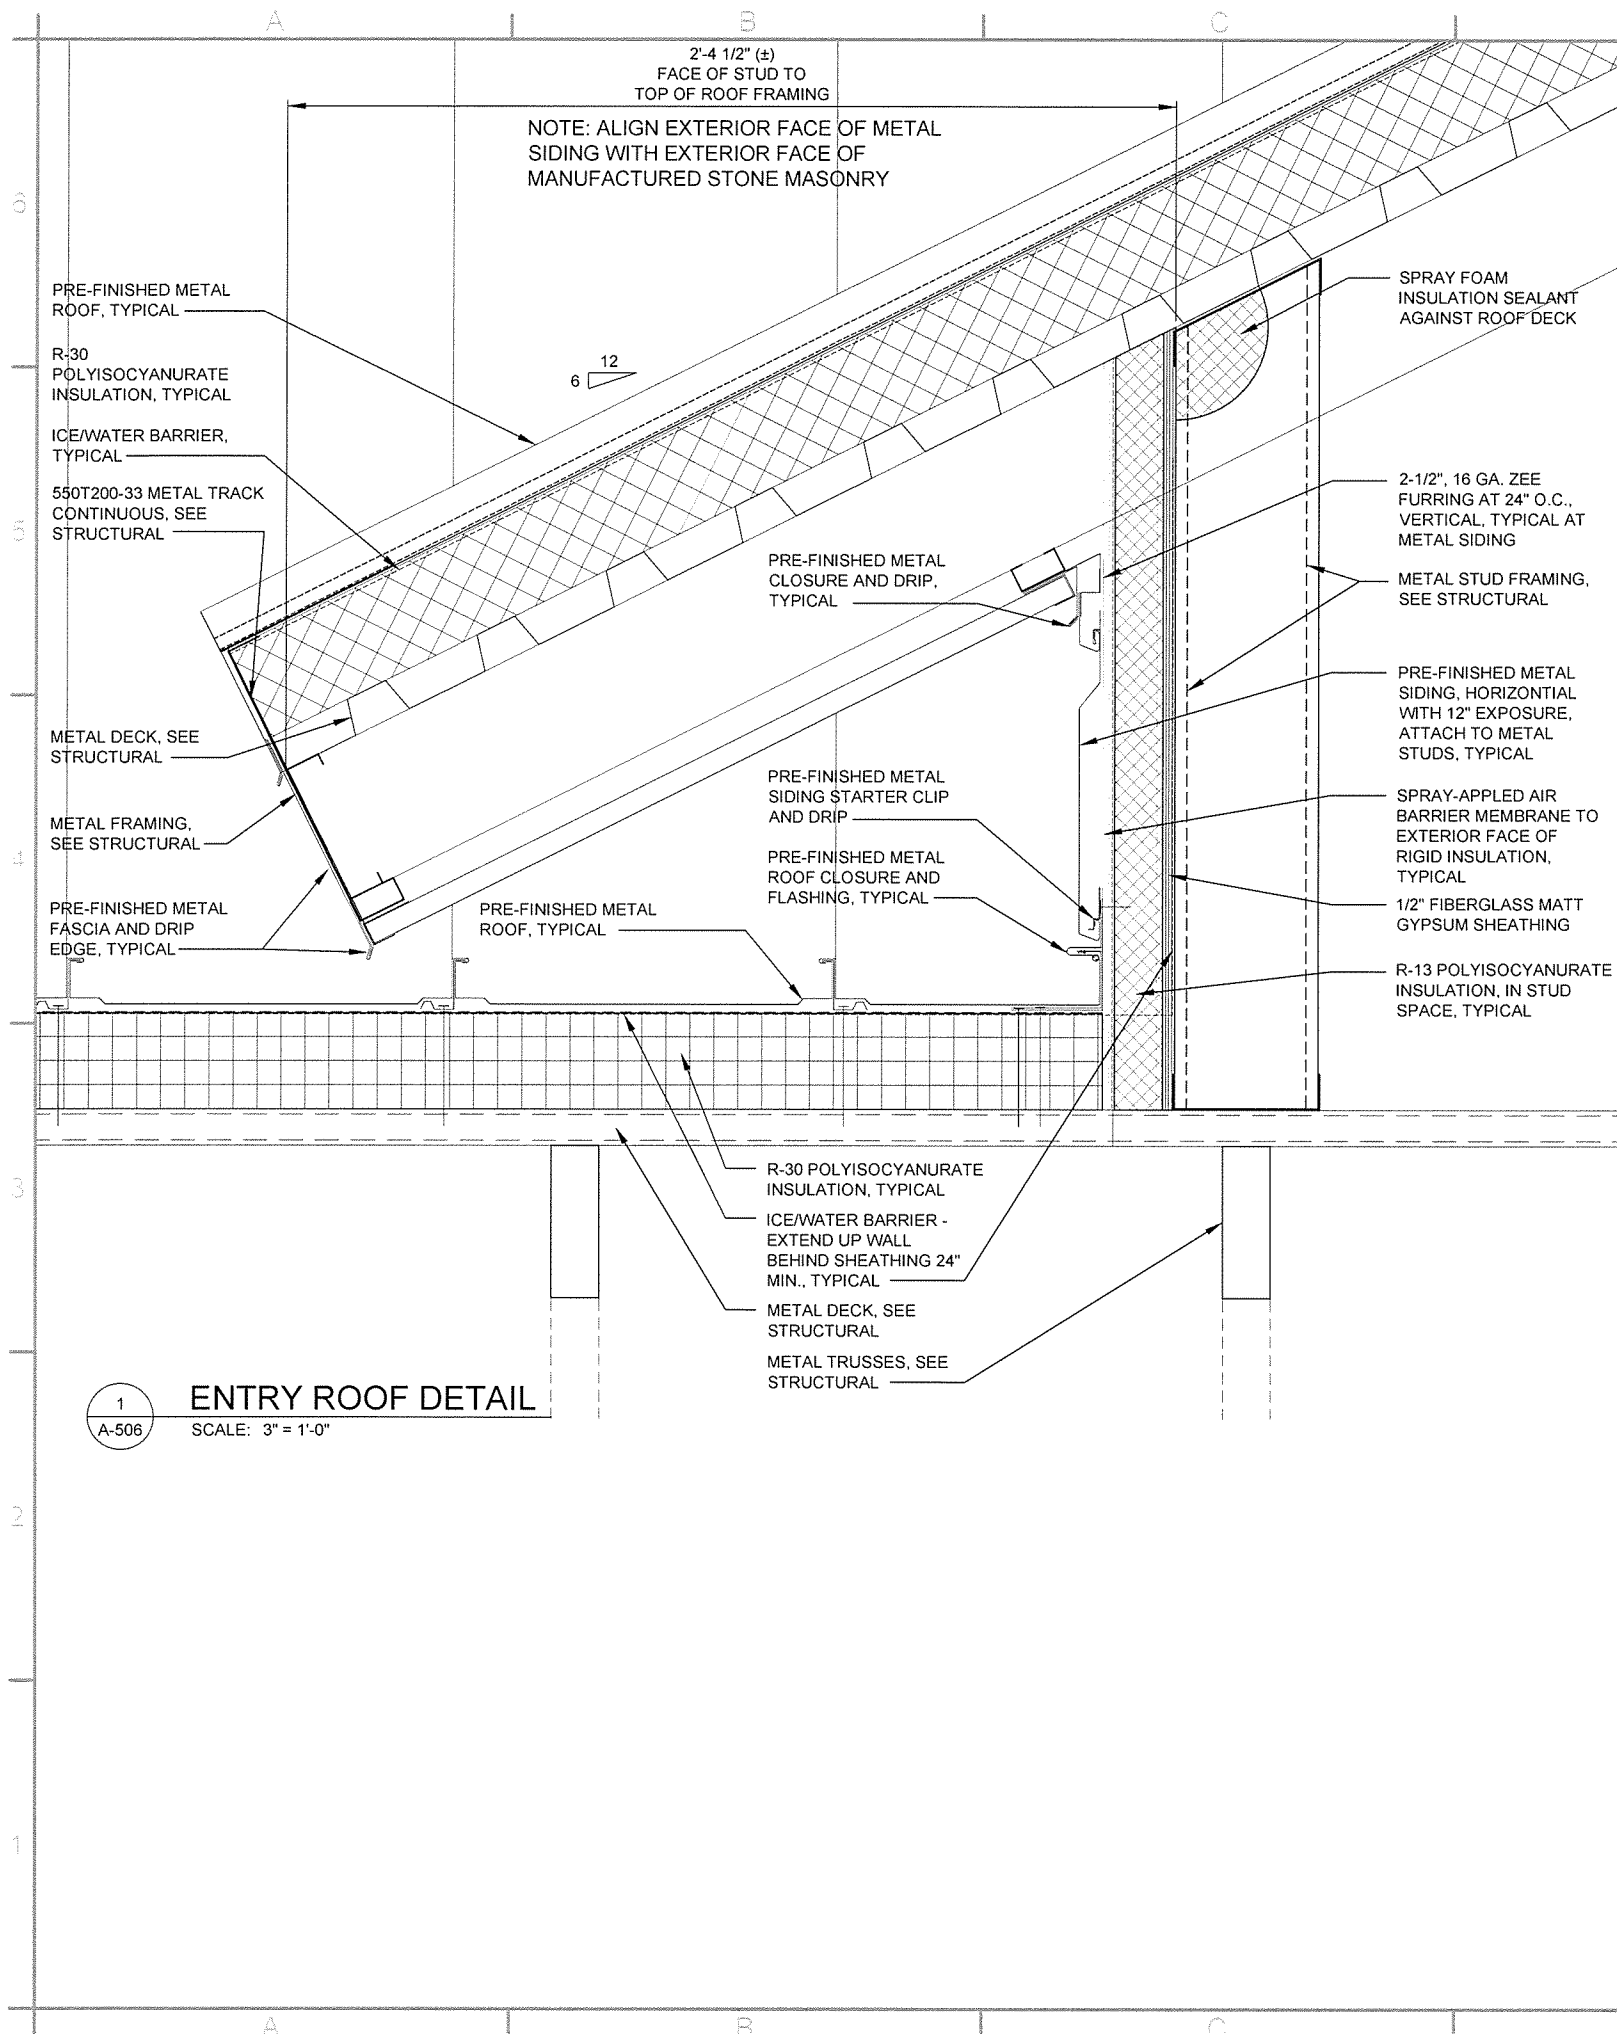 A
B
C
2'-4 1/2" (±)
FACE OF STUD TO
TOP OF ROOF FRAMING
NOTE: ALIGN EXTERIOR FACE OF METAL
SIDING WITH EXTERIOR FACE OF
MANUFACTURED STONE MASONRY
6
5
4
3
2
1
PRE-FINISHED METAL
ROOF, TYPICAL
R-30
POLYISOCYANURATE
INSULATION, TYPICAL
ICE/WATER BARRIER,
TYPICAL
550T200-33 METAL TRACK
CONTINUOUS, SEE
STRUCTURAL
METAL DECK, SEE
STRUCTURAL
METAL FRAMING,
SEE STRUCTURAL
PRE-FINISHED METAL
FASCIA AND DRIP
EDGE, TYPICAL
12
6
PRE-FINISHED METAL
CLOSURE AND DRIP,
TYPICAL
PRE-FINISHED METAL
SIDING STARTER CLIP
AND DRIP
PRE-FINISHED METAL
ROOF CLOSURE AND
FLASHING, TYPICAL
PRE-FINISHED METAL
ROOF, TYPICAL
SPRAY FOAM
INSULATION SEALANT
AGAINST ROOF DECK
2-1/2", 16 GA. ZEE
FURRING AT 24" O.C.,
VERTICAL, TYPICAL AT
METAL SIDING
METAL STUD FRAMING,
SEE STRUCTURAL
PRE-FINISHED METAL
SIDING, HORIZONTIAL
WITH 12" EXPOSURE,
ATTACH TO METAL
STUDS, TYPICAL
SPRAY-APPLED AIR
BARRIER MEMBRANE TO
EXTERIOR FACE OF
RIGID INSULATION,
TYPICAL
1/2" FIBERGLASS MATT
GYPSUM SHEATHING
R-13 POLYISOCYANURATE
INSULATION, IN STUD
SPACE, TYPICAL
R-30 POLYISOCYANURATE
INSULATION, TYPICAL
ICE/WATER BARRIER -
EXTEND UP WALL
BEHIND SHEATHING 24"
MIN., TYPICAL
METAL DECK, SEE
STRUCTURAL
METAL TRUSSES, SEE
STRUCTURAL
1
A-506
ENTRY ROOF DETAIL
SCALE: 3" = 1'-0"
A
B
C